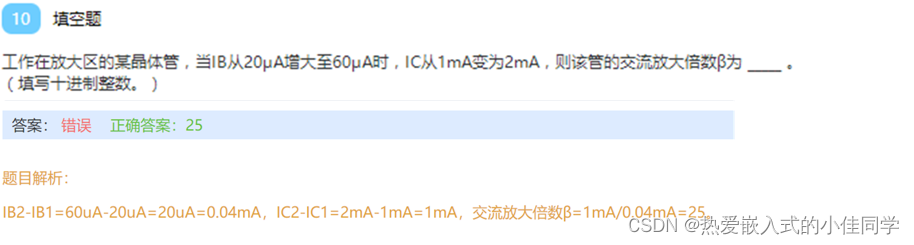 10 填空题
工作在放大区的某晶体管，当IB从20μA增大至60μA时，IC从1mA变为2mA，则该管的交流放大倍数β为 ____ 。
（填写十进制整数。）
答案： 错误 正确答案：25
题目解析：
IB2-IB1=60uA-20uA=20uA=0.04mA，IC2-IC1=2mA-1mA=1mA，交流放大倍数β=1mA/0.04mA=25。
CSDN @热爱嵌入式的小佳同学